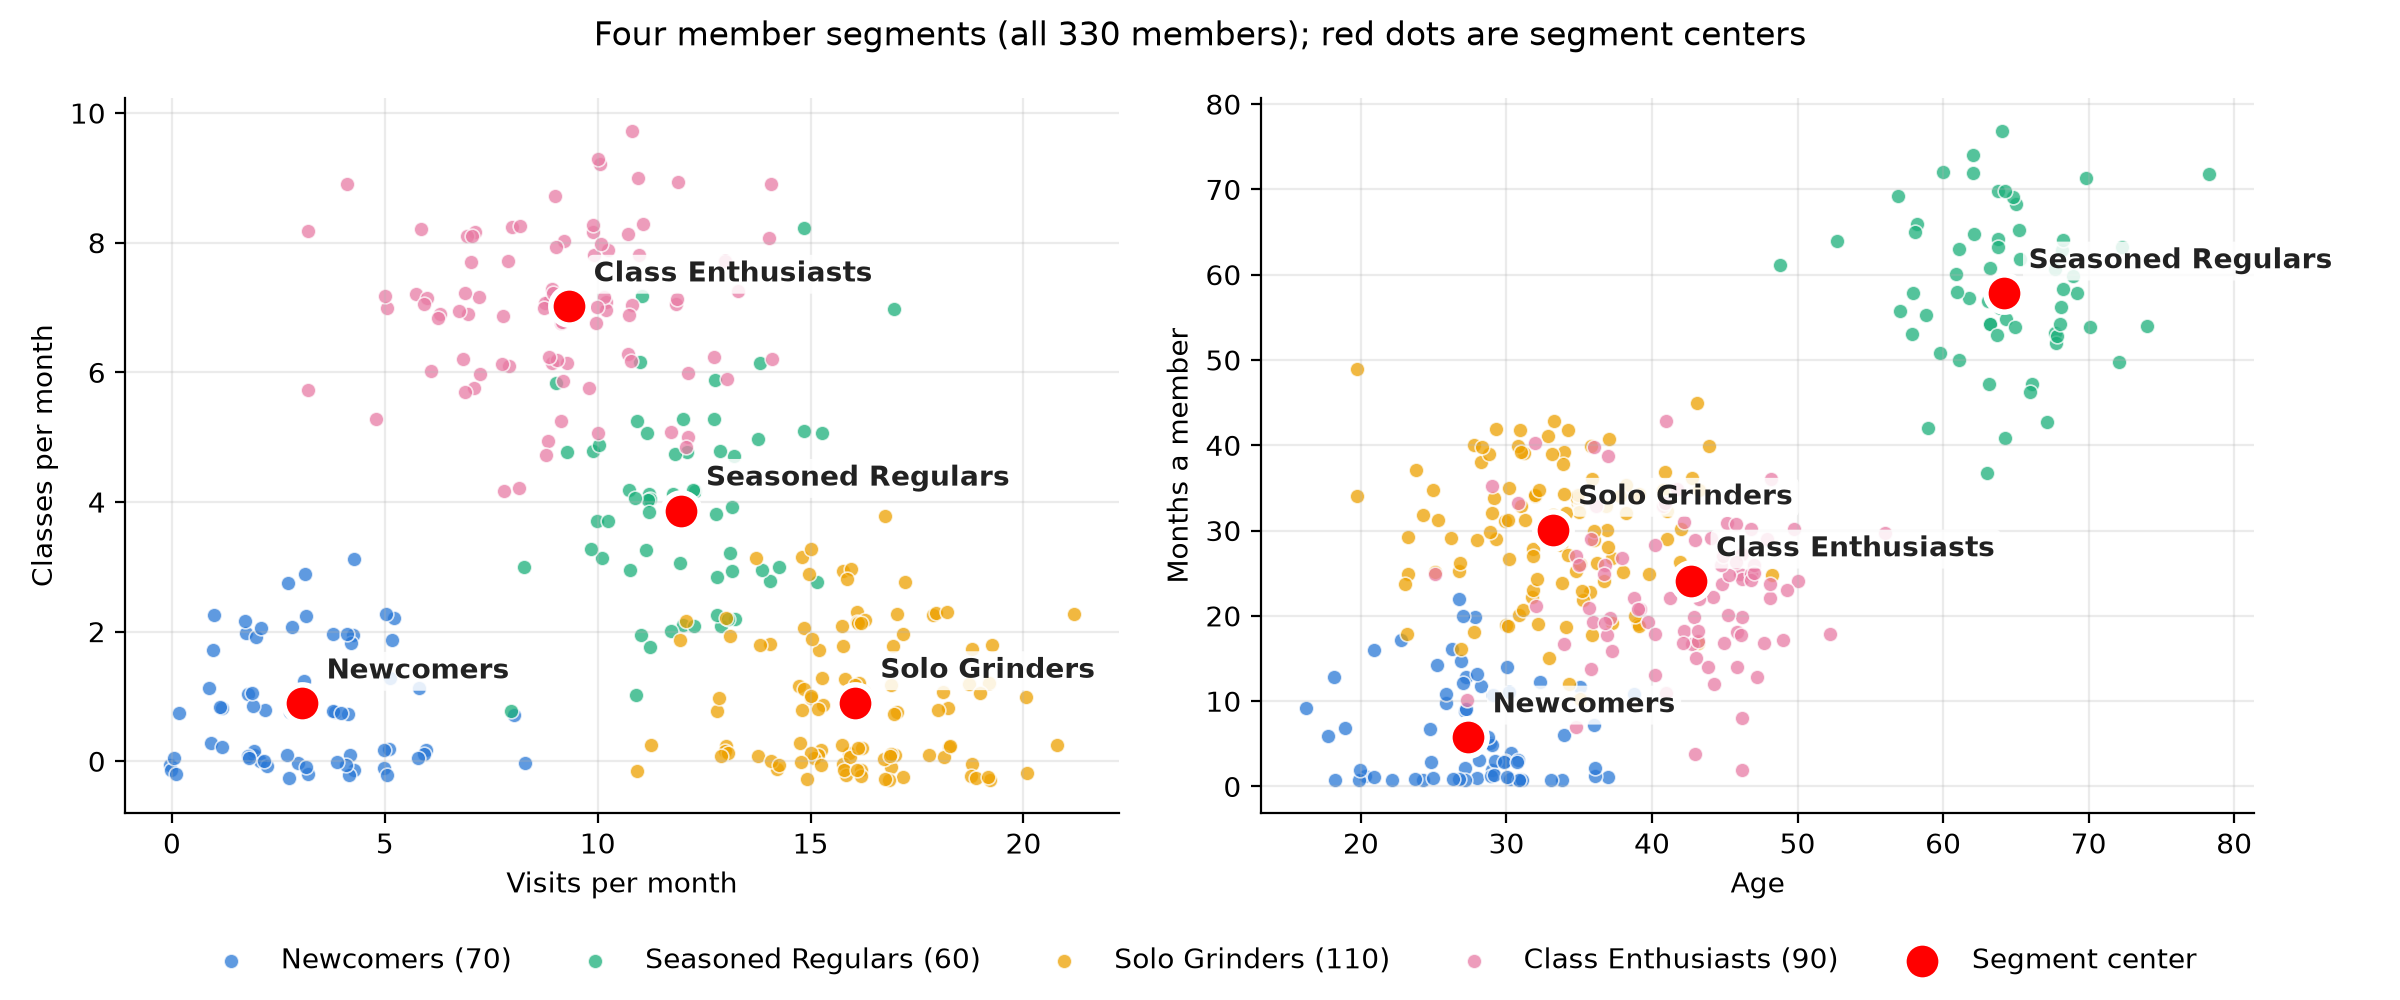 Four member segments (all 330 members); red dots are segment centers
10
8
6
4
2
0
Classes per month
0 5 10 15 20
Visits per month
Class Enthusiasts
Seasoned Regulars
Newcomers
Solo Grinders
80
70
60
50
40
30
20
10
0
Months a member
20 30 40 50 60 70 80
Age
Seasoned Regulars
Solo Grinders
Class Enthusiasts
Newcomers
Newcomers (70) Seasoned Regulars (60) Solo Grinders (110) Class Enthusiasts (90) Segment center